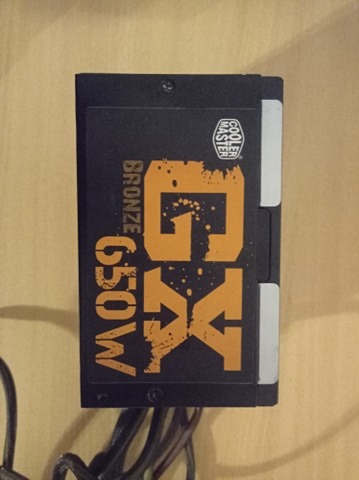 COOLER
MASTER
GX
BRONZE
650W